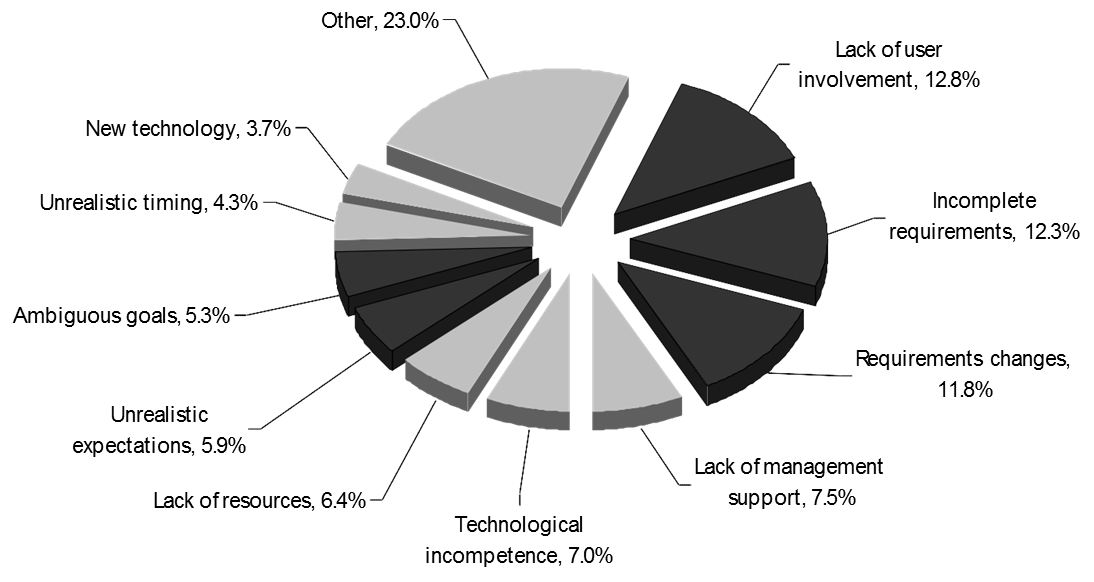 Other, 23.0%
Lack of user
involvement, 12.8%
New technology, 3.7%
Unrealistic timing, 4.3%
Incomplete
requirements, 12.3%
Ambiguous goals, 5.3%
Requirements changes,
11.8%
Unrealistic
expectations, 5.9%
Lack of management
support, 7.5%
Lack of resources, 6.4%
Technological
incompetence, 7.0%